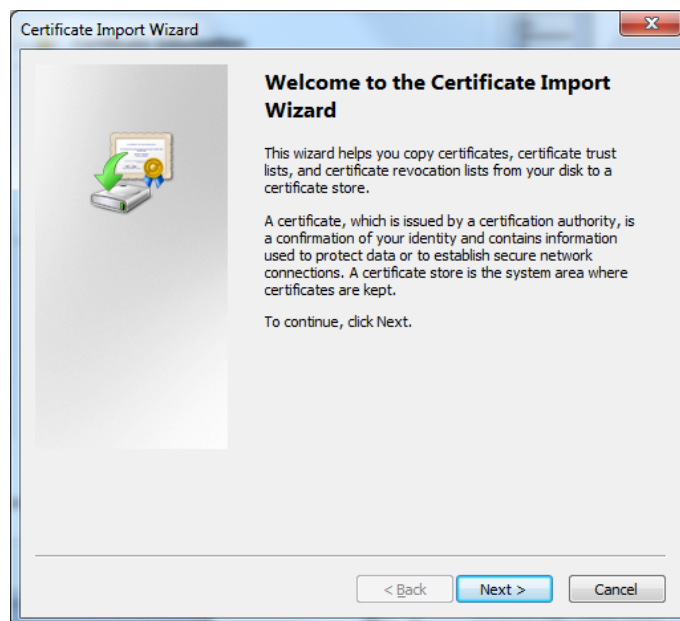 Certificate Import Wizard
Welcome to the Certificate Import
Wizard
This wizard helps you copy certificates, certificate trust
lists, and certificate revocation lists from your disk to a
certificate store.
A certificate, which is issued by a certification authority, is
a confirmation of your identity and contains information
used to protect data or to establish secure network
connections. A certificate store is the system area where
certificates are kept.
To continue, click Next.
< Back
Next >
Cancel